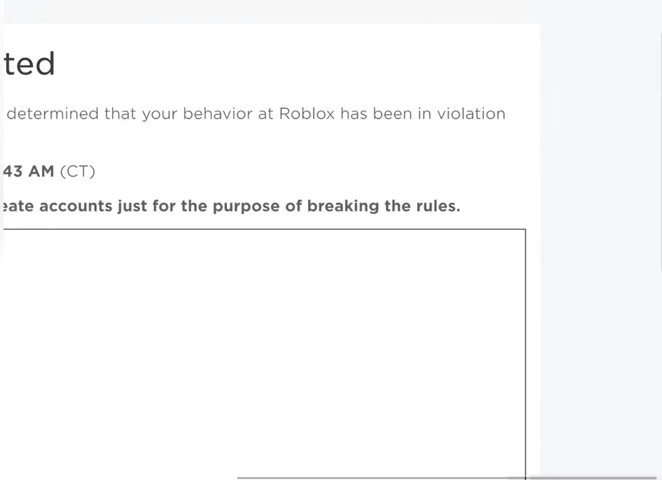 ted
determined that your behavior at Roblox has been in violation
43 AM (CT)
eate accounts just for the purpose of breaking the rules.